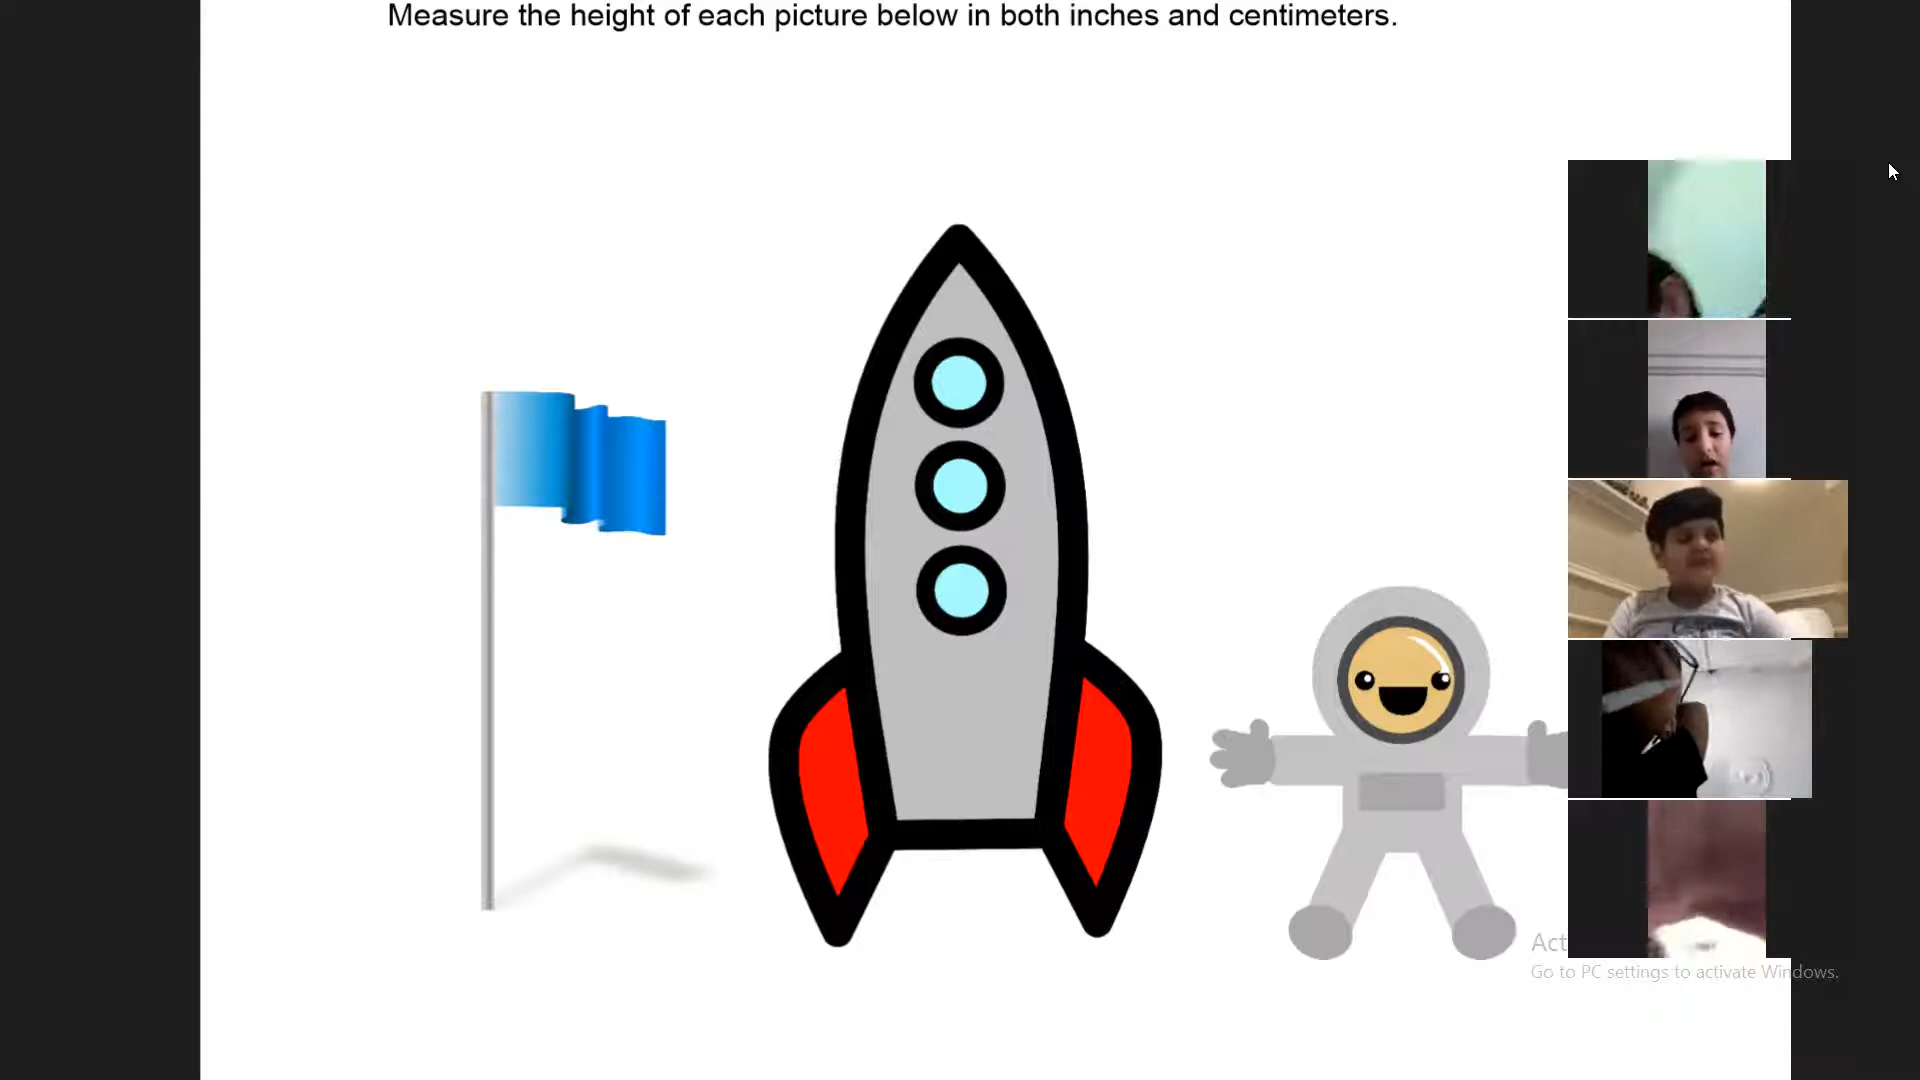 Measure the height of each picture below in both inches and centimeters.
Act
Go to PC settings to activate Windows.